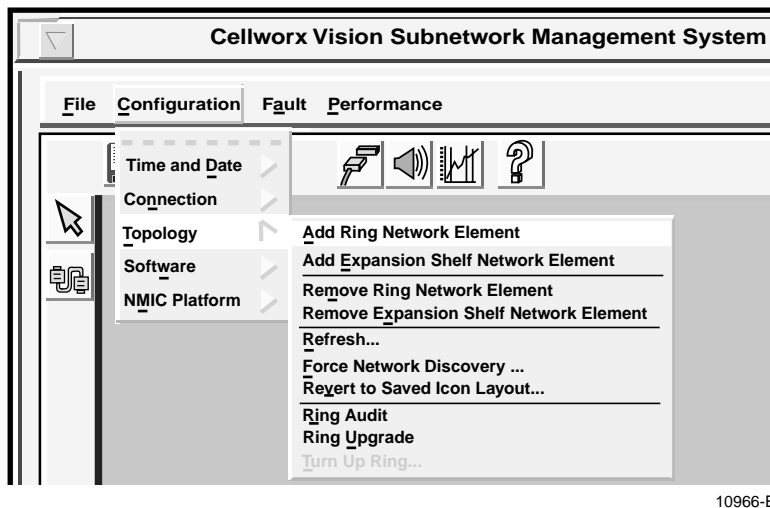 Cellworx Vision Subnetwork Management System
File Configuration Fault Performance
Time and Date
Connection
Topology
Software
NMIC Platform
Add Ring Network Element
Add Expansion Shelf Network Element
Remove Ring Network Element
Remove Expansion Shelf Network Element
Refresh...
Force Network Discovery ...
Revert to Saved Icon Layout...
Ring Audit
Ring Upgrade
Turn Up Ring...
10966-E